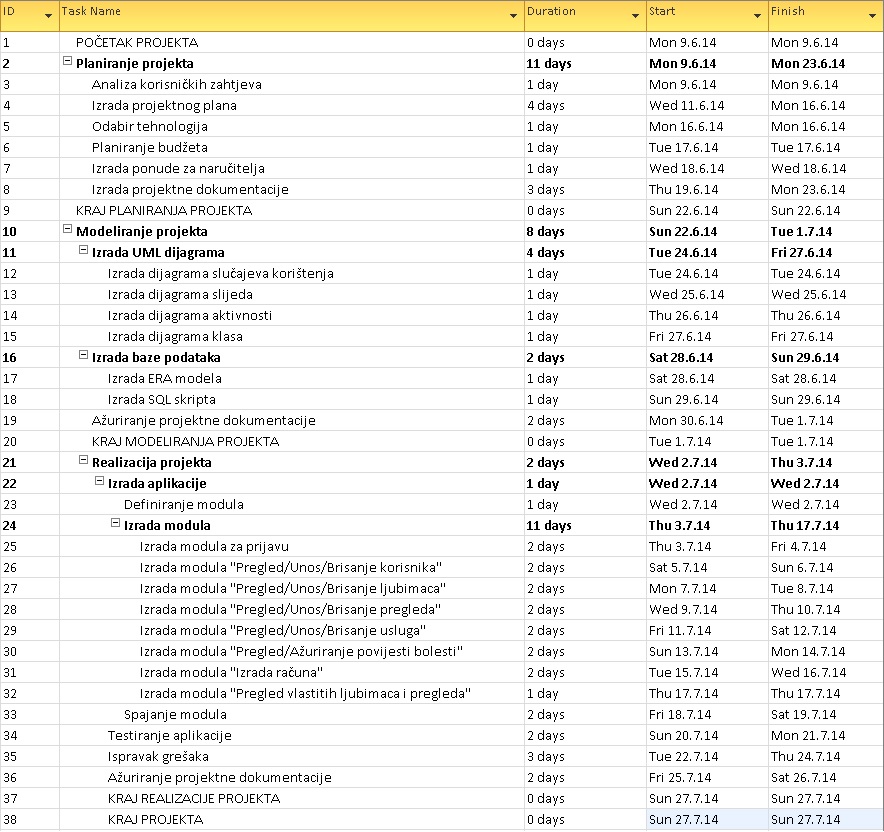 ID Task Name Duration Start Finish
1 POČETAK PROJEKTA 0 days Mon 9.6.14 Mon 9.6.14
2 Planiranje projekta 11 days Mon 9.6.14 Mon 23.6.14
3 Analiza korisničkih zahtjeva 1 day Mon 9.6.14 Mon 9.6.14
4 Izrada projektnog plana 4 days Wed 11.6.14 Mon 16.6.14
5 Odabir tehnologija 1 day Mon 16.6.14 Mon 16.6.14
6 Planiranje budžeta 1 day Tue 17.6.14 Tue 17.6.14
7 Izrada ponude za naručitelja 1 day Wed 18.6.14 Wed 18.6.14
8 Izrada projektne dokumentacije 3 days Thu 19.6.14 Mon 23.6.14
9 KRAJ PLANIRANJA PROJEKTA 0 days Sun 22.6.14 Sun 22.6.14
10 Modeliranje projekta 8 days Sun 22.6.14 Tue 1.7.14
11 Izrada UML dijagrama 4 days Tue 24.6.14 Fri 27.6.14
12 Izrada dijagrama slučajeva korištenja 1 day Tue 24.6.14 Tue 24.6.14
13 Izrada dijagrama slijeda 1 day Wed 25.6.14 Wed 25.6.14
14 Izrada dijagrama aktivnosti 1 day Thu 26.6.14 Thu 26.6.14
15 Izrada dijagrama klasa 1 day Fri 27.6.14 Fri 27.6.14
16 Izrada baze podataka 2 days Sat 28.6.14 Sun 29.6.14
17 Izrada ERA modela 1 day Sat 28.6.14 Sat 28.6.14
18 Izrada SQL skripta 1 day Sun 29.6.14 Sun 29.6.14
19 Ažuriranje projektne dokumentacije 2 days Mon 30.6.14 Tue 1.7.14
20 KRAJ MODELIRANJA PROJEKTA 0 days Tue 1.7.14 Tue 1.7.14
21 Realizacija projekta 2 days Wed 2.7.14 Thu 3.7.14
22 Izrada aplikacije 1 day Wed 2.7.14 Wed 2.7.14
23 Definiranje modula 1 day Wed 2.7.14 Wed 2.7.14
24 Izrada modula 11 days Thu 3.7.14 Thu 17.7.14
25 Izrada modula za prijavu 2 days Thu 3.7.14 Fri 4.7.14
26 Izrada modula "Pregled/Unos/Brisanje korisnika" 2 days Sat 5.7.14 Sun 6.7.14
27 Izrada modula "Pregled/Unos/Brisanje ljubimaca" 2 days Mon 7.7.14 Tue 8.7.14
28 Izrada modula "Pregled/Unos/Brisanje pregleda" 2 days Wed 9.7.14 Thu 10.7.14
29 Izrada modula "Pregled/Unos/Brisanje usluga" 2 days Fri 11.7.14 Sat 12.7.14
30 Izrada modula "Pregled/Ažuriranje povijesti bolesti" 2 days Sun 13.7.14 Mon 14.7.14
31 Izrada modula "Izrada računa" 2 days Tue 15.7.14 Wed 16.7.14
32 Izrada modula "Pregled vlastitih ljubimaca i pregleda" 1 day Thu 17.7.14 Thu 17.7.14
33 Spajanje modula 2 days Fri 18.7.14 Sat 19.7.14
34 Testiranje aplikacije 2 days Sun 20.7.14 Mon 21.7.14
35 Ispravak grešaka 3 days Tue 22.7.14 Thu 24.7.14
36 Ažuriranje projektne dokumentacije 2 days Fri 25.7.14 Sat 26.7.14
37 KRAJ REALIZACIJE PROJEKTA 0 days Sun 27.7.14 Sun 27.7.14
38 KRAJ PROJEKTA 0 days Sun 27.7.14 Sun 27.7.14